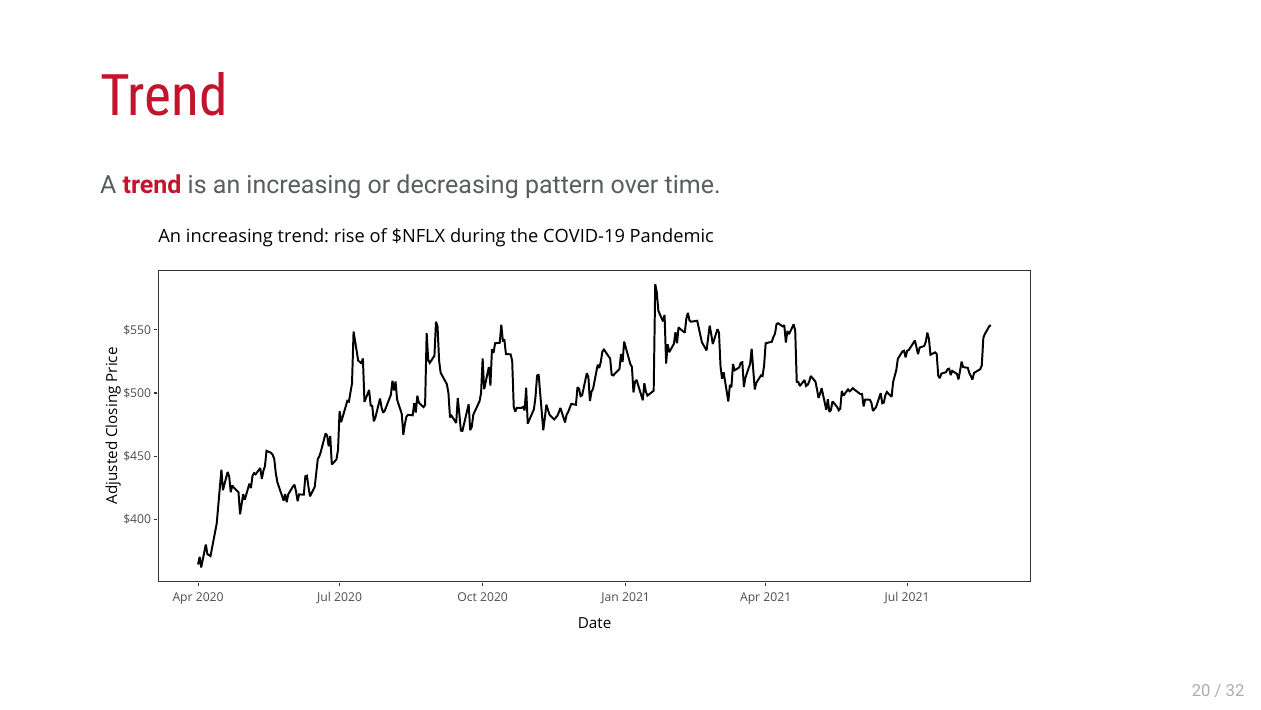 Trend
A trend is an increasing or decreasing pattern over time.
An increasing trend: rise of $NFLX during the COVID-19 Pandemic
Adjusted Closing Price
$550
$500
$450
$400
Apr 2020 Jul 2020 Oct 2020 Jan 2021 Apr 2021 Jul 2021
Date
20 / 32